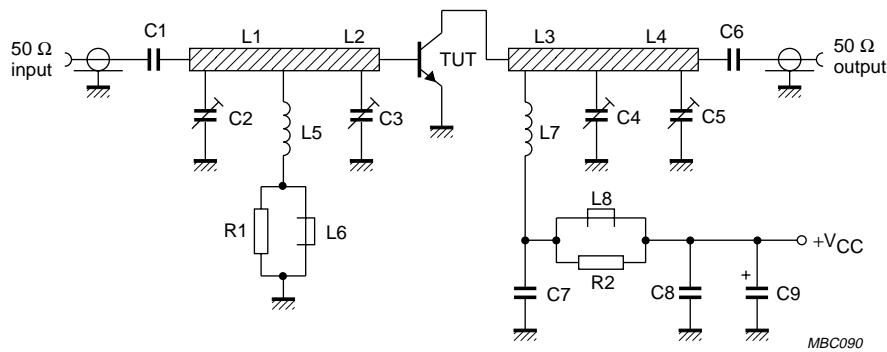 50 Ω
input
C1
L1
L2
TUT
L3
L4
C6
50 Ω
output
C2
L5
C3
L7
C4
C5
R1
L6
L8
+VCC
C7
R2
C8
+
C9
MBC090